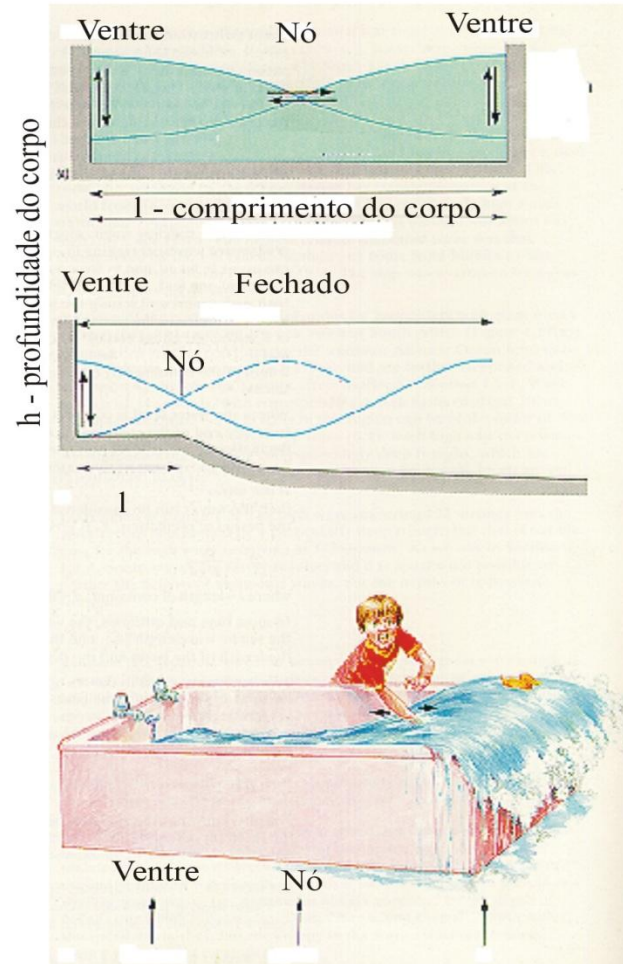 Ventre Nó Ventre
l - comprimento do corpo
h - profundidade do corpo
Ventre Fechado
Nó
l
Ventre Nó